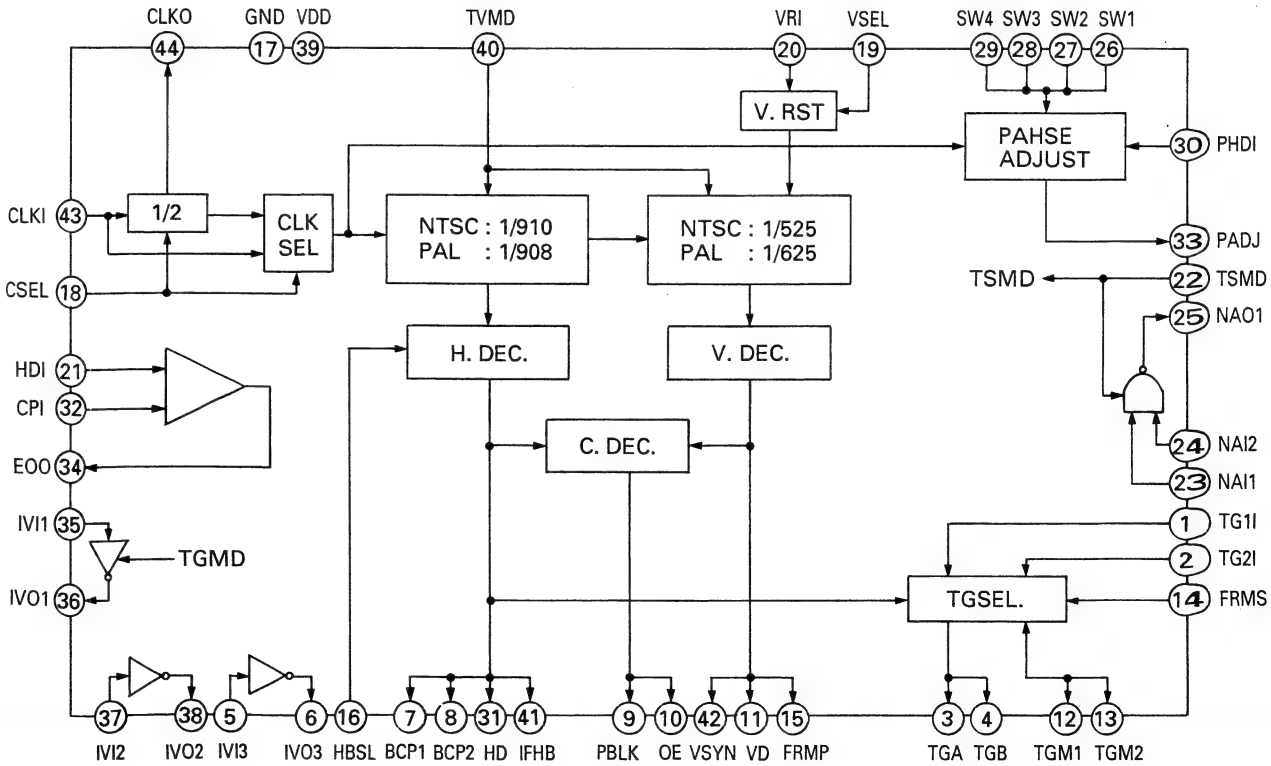 CLKO GND VDD TVMD VRI VSEL SW4 SW3 SW2 SW1
44 17 39 40 20 19 29 28 27 26
V. RST
PAHSE
ADJUST
30 PHDI
CLKI 43
1/2
CLK
SEL
NTSC : 1/910
PAL : 1/908
NTSC : 1/525
PAL : 1/625
33 PADJ
CSEL 18
TSMD
22 TSMD
25 NAO1
H. DEC.
V. DEC.
HDI 21
CPI 32
C. DEC.
24 NAI2
EOO 34
23 NAI1
IVI1 35
1 TG1I
TGMD
2 TG2I
IVO1 36
TGSEL.
14 FRMS
37 38 5 6 16 7 8 31 41 9 10 42 11 15 3 4 12 13
IVI2 IVO2 IVI3 IVO3 HBSL BCP1 BCP2 HD IFHB PBLK OE VSYN VD FRMP TGA TGB TGM1 TGM2